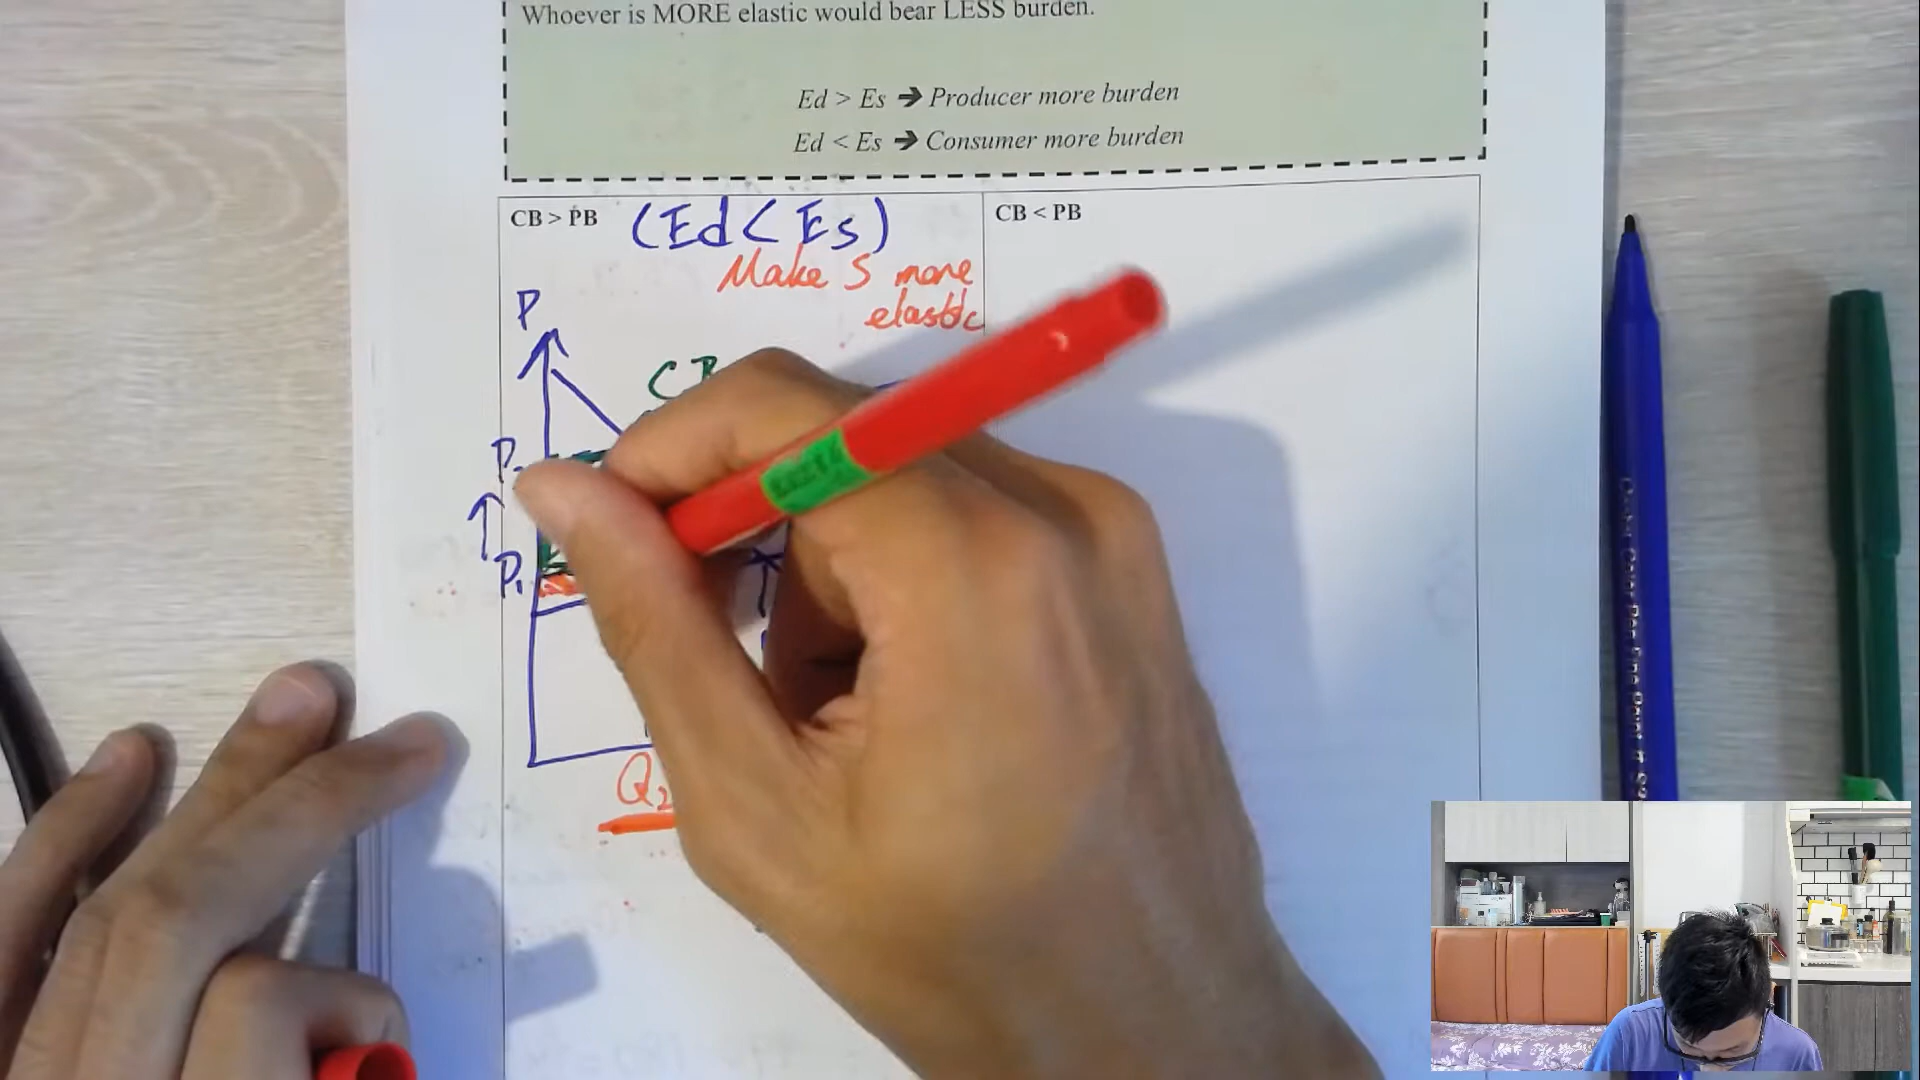 Whoever is MORE elastic would bear LESS burden.
Ed > Es ➔ Producer more burden
Ed < Es ➔ Consumer more burden
CB > PB (Ed < Es)
CB < PB
Make S more
elastic
P
CB
P₁
Q₂